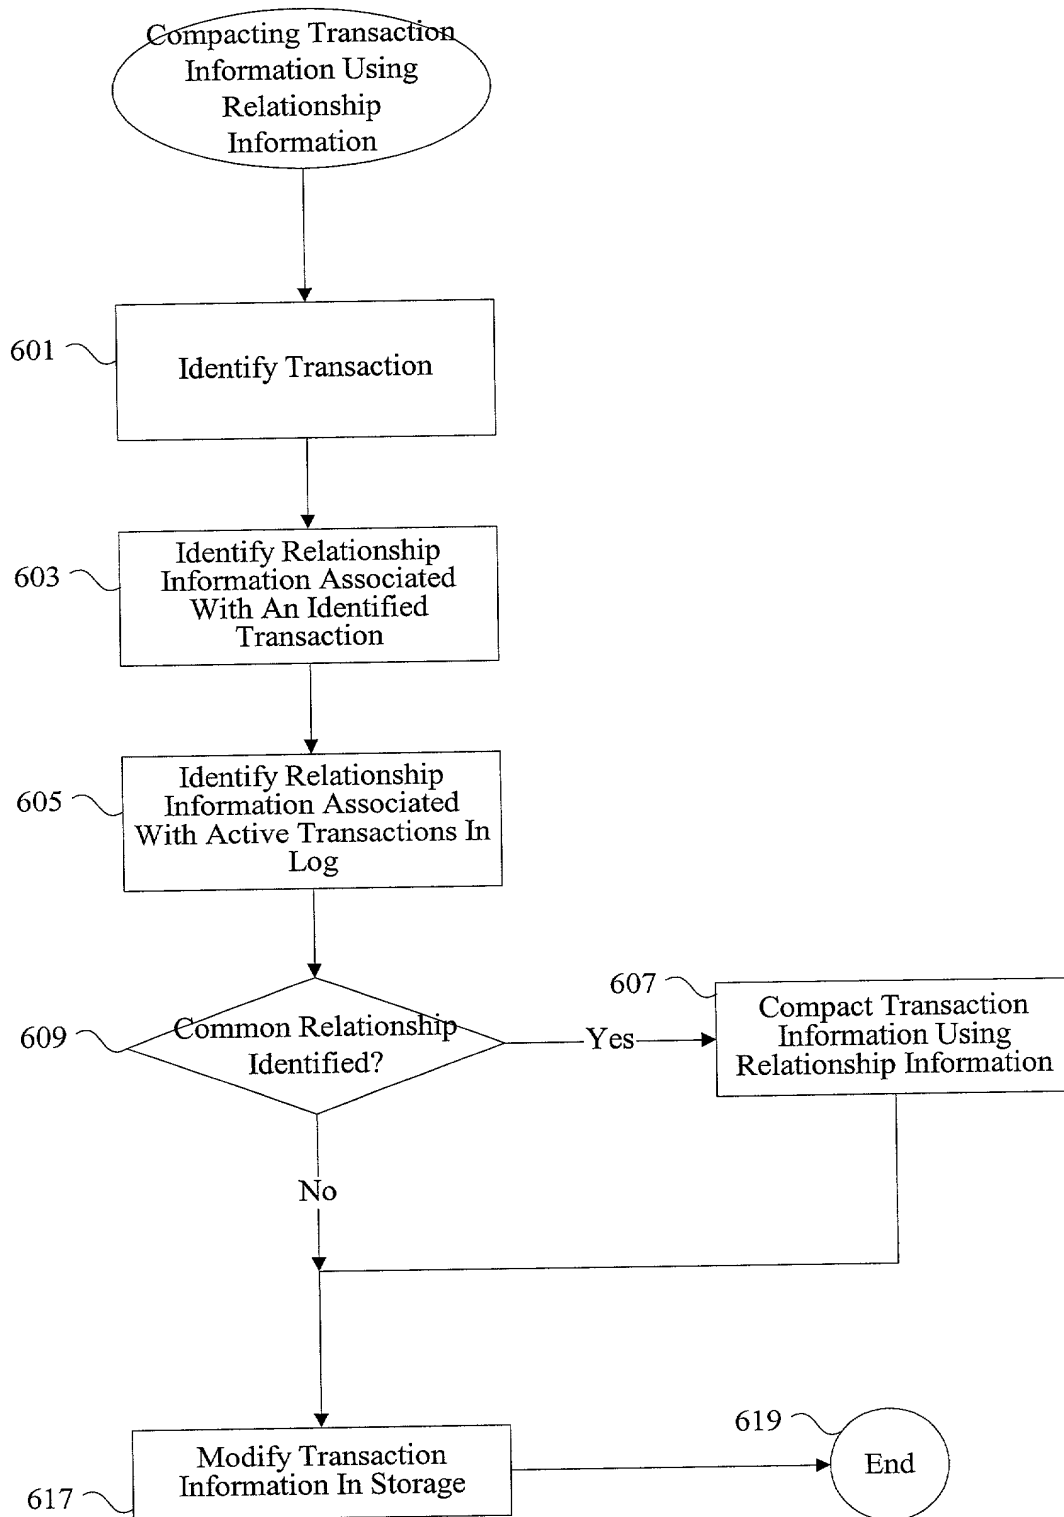 Compacting Transaction
Information Using
Relationship
Information
601
Identify Transaction
603
Identify Relationship
Information Associated
With An Identified
Transaction
605
Identify Relationship
Information Associated
With Active Transactions In
Log
609
Common Relationship
Identified?
Yes
607
Compact Transaction
Information Using
Relationship Information
No
617
Modify Transaction
Information In Storage
619
End